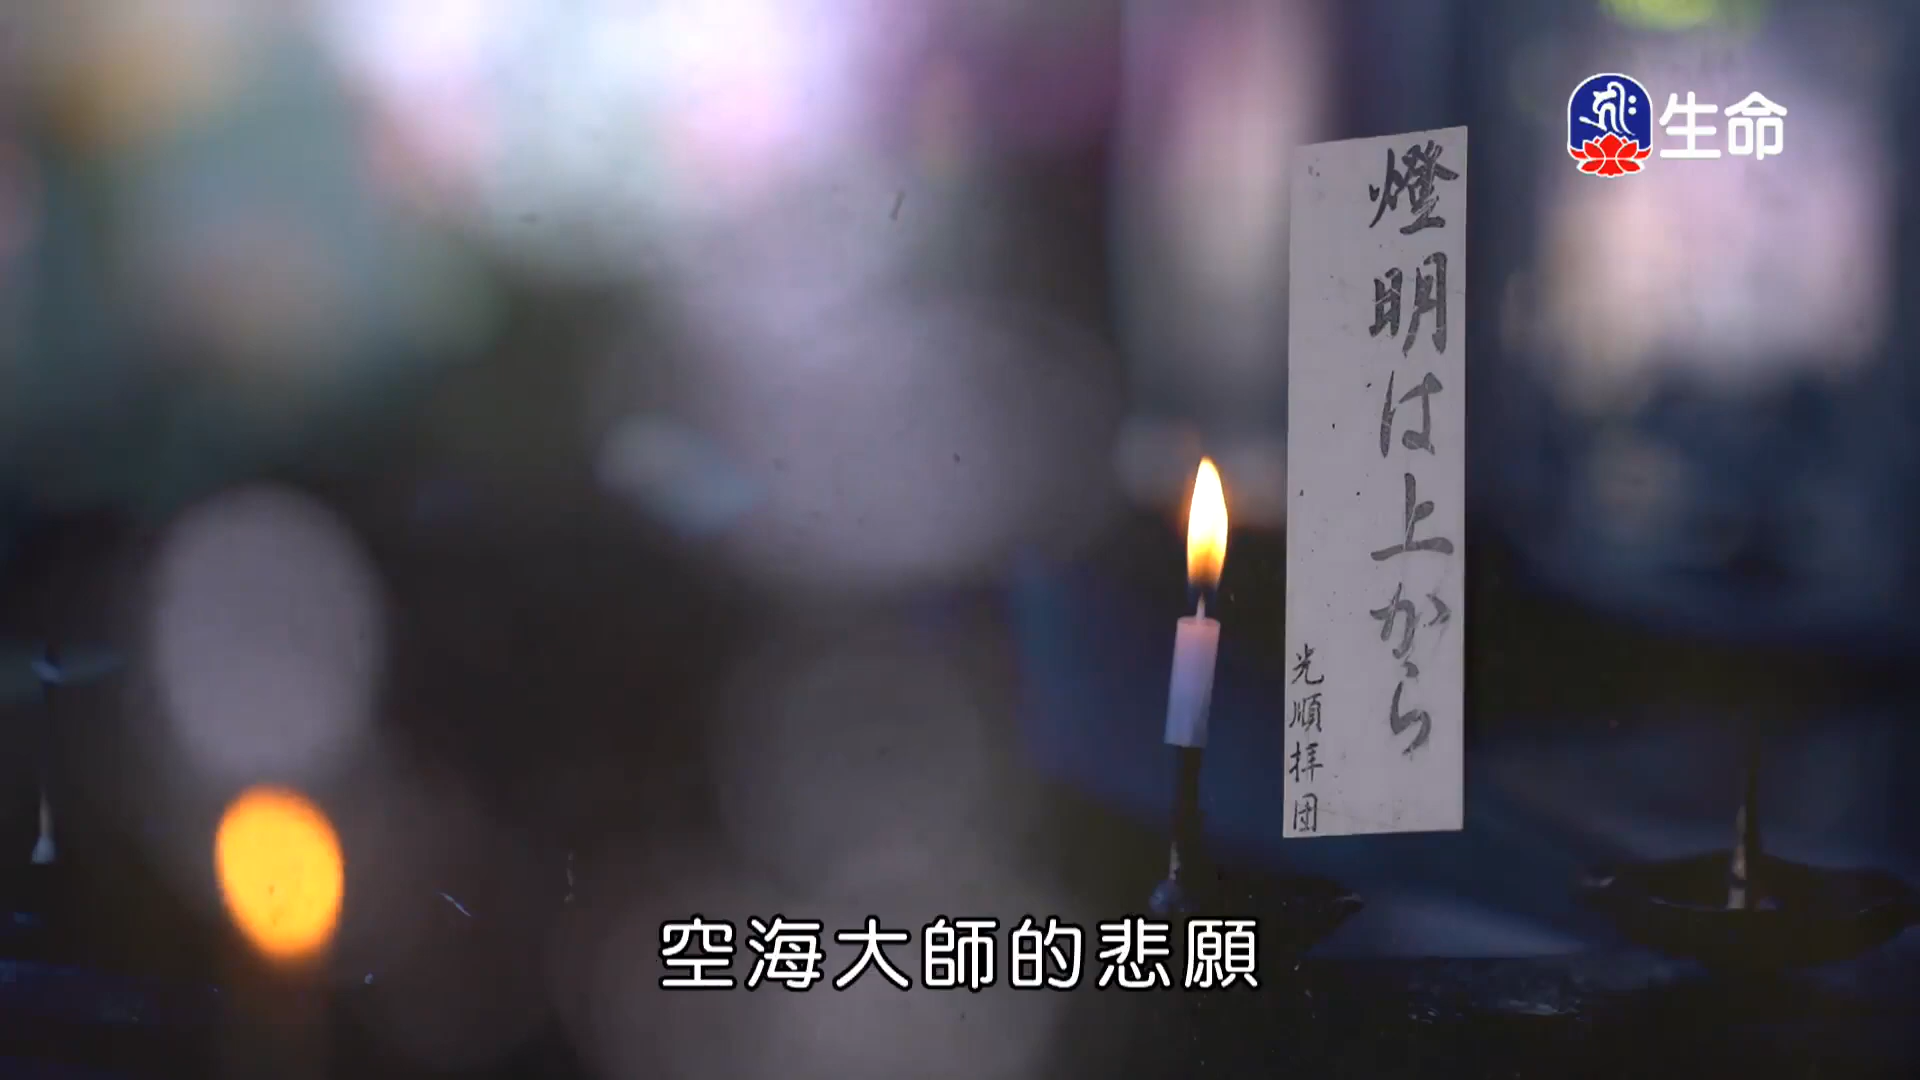 生命
燈明は上から
光順拝団
空海大師的悲願